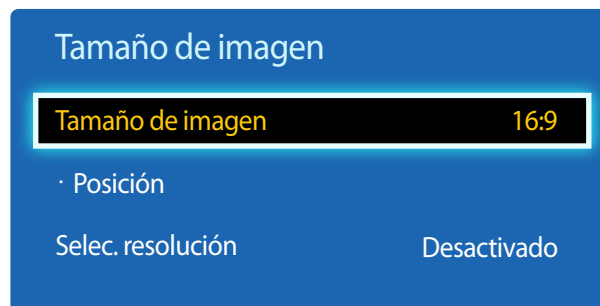 Tamaño de imagen
Tamaño de imagen 16:9
· Posición
Selec. resolución Desactivado